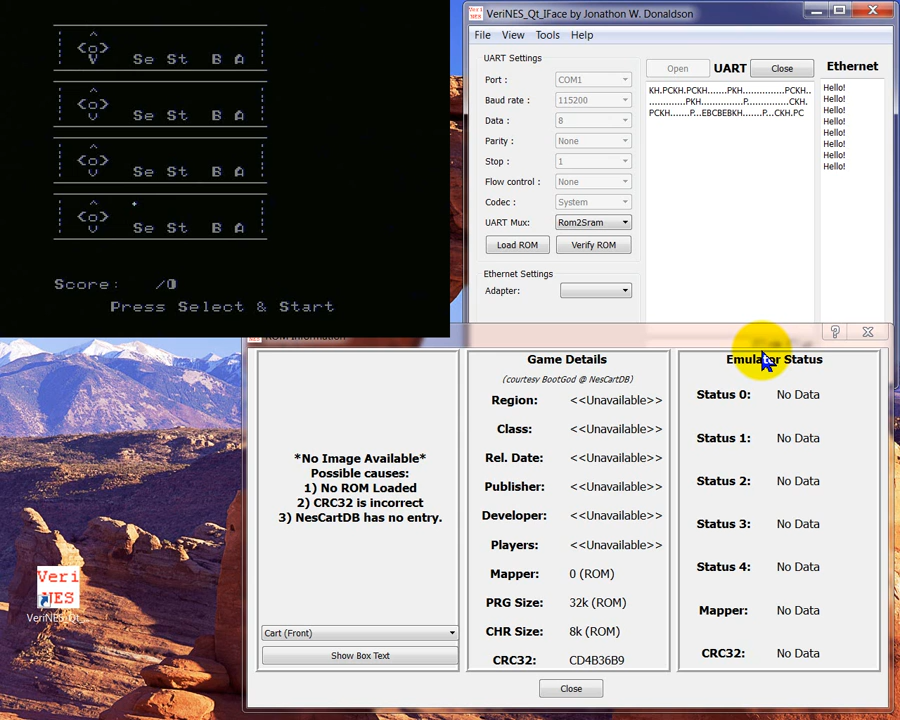 Se St B A
Se St B A
Se St B A
Se St B A
Score: /0
Press Select & Start
VeriNES_Qt_IFace by Jonathon W. Donaldson
File View Tools Help
UART Settings
Port : COM1
Baud rate : 115200
Data : 8
Parity : None
Stop : 1
Flow control : None
Codec : System
UART Mux: Rom2Sram
Load ROM Verify ROM
Ethernet Settings
Adapter:
Open UART Close
KH.PCKH.PCKH.......PKH...............PCKH..
.............PKH...............P...............CKH.
PCKH.......P...EBCBEBKH.......P...CKH.PC
Ethernet
Hello!
Hello!
Hello!
Hello!
Hello!
Hello!
Hello!
Hello!
ROM Information
*No Image Available*
Possible causes:
1) No ROM Loaded
2) CRC32 is incorrect
3) NesCartDB has no entry.
Cart (Front)
Show Box Text
Game Details
(courtesy BootGod @ NesCartDB)
Region: <<Unavailable>>
Class: <<Unavailable>>
Rel. Date: <<Unavailable>>
Publisher: <<Unavailable>>
Developer: <<Unavailable>>
Players: <<Unavailable>>
Mapper: 0 (ROM)
PRG Size: 32k (ROM)
CHR Size: 8k (ROM)
CRC32: CD4B36B9
Emulator Status
Status 0: No Data
Status 1: No Data
Status 2: No Data
Status 3: No Data
Status 4: No Data
Mapper: No Data
CRC32: No Data
Close
Veri
NES
VeriNES_Qt_